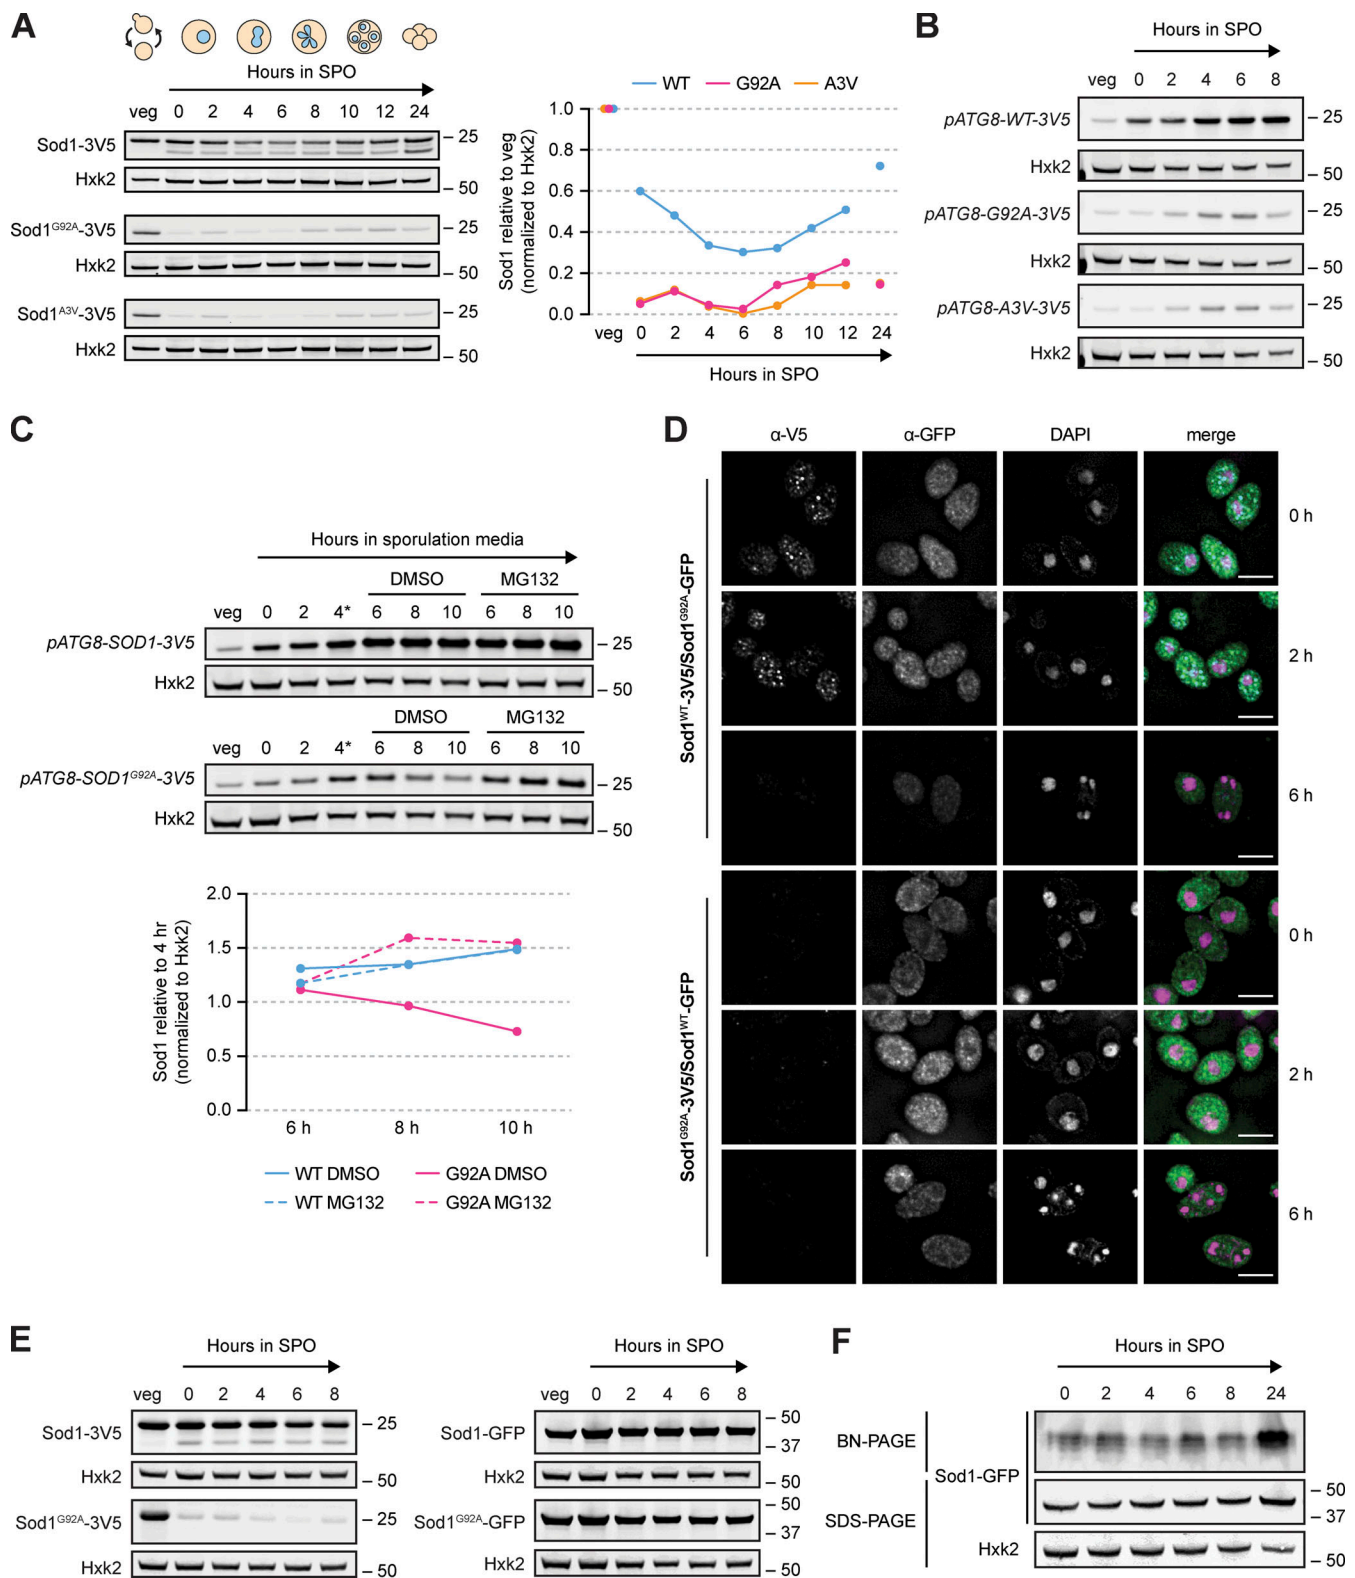 A
Hours in SPO
veg 0 2 4 6 8 10 12 24
Sod1-3V5
– 25
Hxk2
– 50
Sod1G92A-3V5
– 25
Hxk2
– 50
Sod1A3V-3V5
– 25
Hxk2
– 50
WT G92A A3V
Sod1 relative to veg
(normalized to Hxk2)
1.0
0.8
0.6
0.4
0.2
0.0
veg 0 2 4 6 8 10 12 24
Hours in SPO
B
Hours in SPO
veg 0 2 4 6 8
pATG8-WT-3V5
– 25
Hxk2
– 50
pATG8-G92A-3V5
– 25
Hxk2
– 50
pATG8-A3V-3V5
– 25
Hxk2
– 50
C
Hours in sporulation media
DMSO MG132
veg 0 2 4* 6 8 10 6 8 10
pATG8-SOD1-3V5
– 25
Hxk2
– 50
DMSO MG132
veg 0 2 4* 6 8 10 6 8 10
pATG8-SOD1G92A-3V5
– 25
Hxk2
– 50
Sod1 relative to 4 hr
(normalized to Hxk2)
2.0
1.5
1.0
0.5
0.0
6 h 8 h 10 h
WT DMSO G92A DMSO
WT MG132 G92A MG132
D
α-V5 α-GFP DAPI merge
Sod1WT-3V5/Sod1G92A-GFP
0 h
2 h
6 h
Sod1G92A-3V5/Sod1WT-GFP
0 h
2 h
6 h
E
Hours in SPO
veg 0 2 4 6 8
Sod1-3V5
– 25
Hxk2
– 50
Sod1G92A-3V5
– 25
Hxk2
– 50
Hours in SPO
veg 0 2 4 6 8
Sod1-GFP
– 50
– 37
Hxk2
– 50
Sod1G92A-GFP
– 50
– 37
Hxk2
– 50
F
Hours in SPO
0 2 4 6 8 24
BN-PAGE
Sod1-GFP
SDS-PAGE
– 50
– 37
Hxk2
– 50